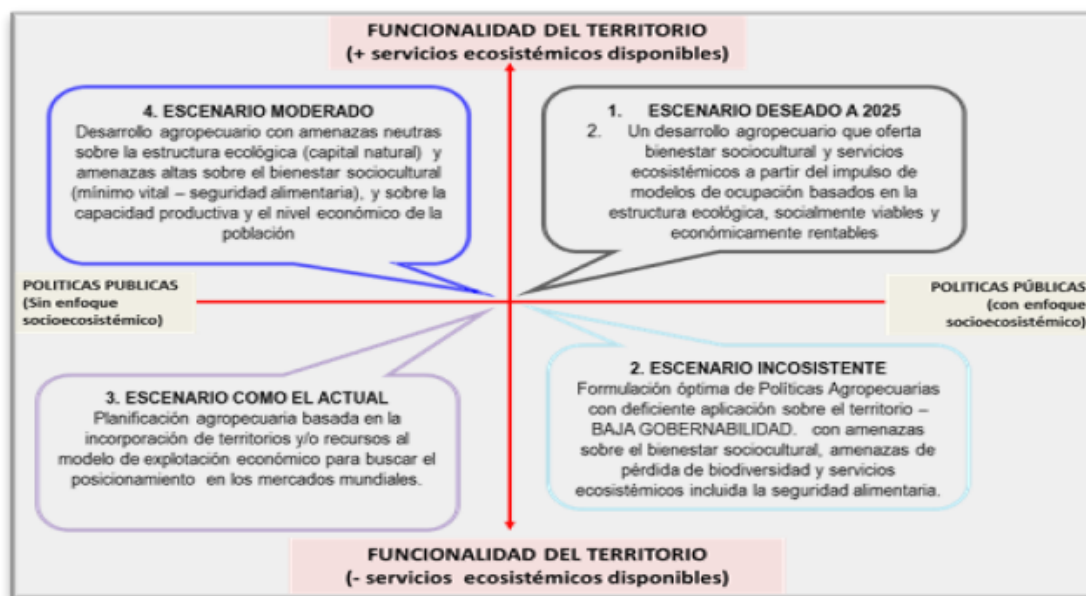 FUNCIONALIDAD DEL TERRITORIO
(+ servicios ecosistémicos disponibles)
4. ESCENARIO MODERADO
Desarrollo agropecuario con amenazas neutras
sobre la estructura ecológica (capital natural) y
amenazas altas sobre el bienestar sociocultural
(mínimo vital – seguridad alimentaria), y sobre la
capacidad productiva y el nivel económico de la
población
1. ESCENARIO DESEADO A 2025
2. Un desarrollo agropecuario que oferta
bienestar sociocultural y servicios
ecosistémicos a partir del impulso de
modelos de ocupación basados en la
estructura ecológica, socialmente viables y
económicamente rentables
POLITICAS PUBLICAS
(Sin enfoque
socioecosistémico)
POLITICAS PÚBLICAS
(con enfoque
socioecosistémico)
3. ESCENARIO COMO EL ACTUAL
Planificación agropecuaria basada en la
incorporación de territorios y/o recursos al
modelo de explotación económico para buscar el
posicionamiento en los mercados mundiales.
2. ESCENARIO INCOSISTENTE
Formulación óptima de Políticas Agropecuarias
con deficiente aplicación sobre el territorio –
BAJA GOBERNABILIDAD. con amenazas
sobre el bienestar sociocultural, amenazas de
pérdida de biodiversidad y servicios
ecosistémicos incluida la seguridad alimentaria.
FUNCIONALIDAD DEL TERRITORIO
(- servicios ecosistémicos disponibles)